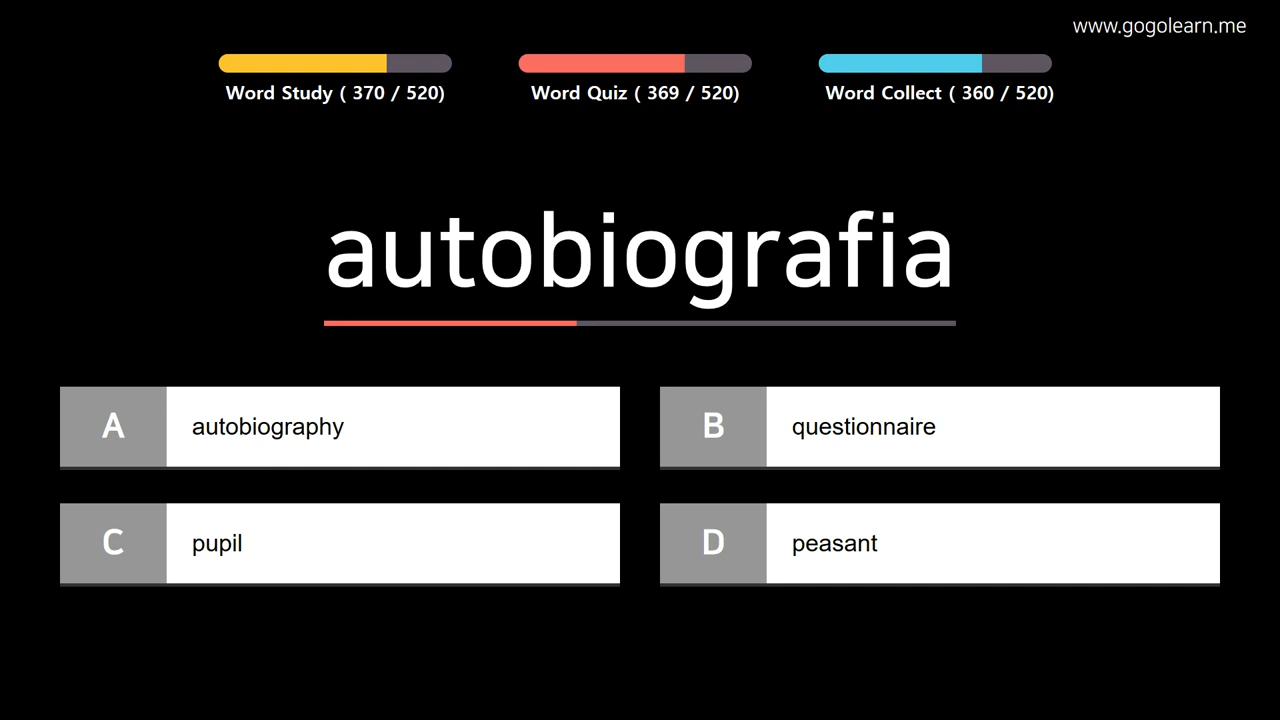 www.gogolearn.me
Word Study ( 370 / 520)
Word Quiz ( 369 / 520)
Word Collect ( 360 / 520)
autobiografia
A autobiography
B questionnaire
C pupil
D peasant